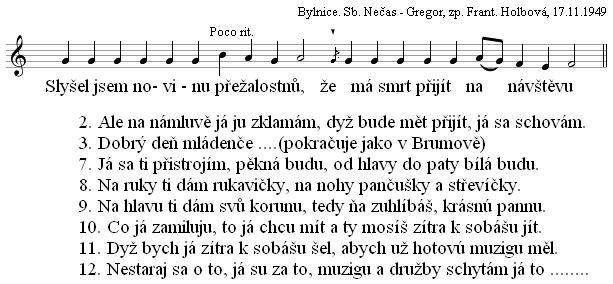 Bylnice. Sb. Nečas - Gregor, zp. Frant. Holbová, 17.11.1949
Poco rit.
Slyšel jsem no- vi - nu přežalostnů, že má smrt přijít na návštěvu
2. Ale na námluvě já ju zklamám, dyž bude mět přijít, já sa schovám.
3. Dobrý deň mládenče ....(pokračuje jako v Brumově)
7. Já sa ti přistrojím, pěkná budu, od hlavy do paty bílá budu.
8. Na ruky ti dám rukavičky, na nohy pančušky a střevíčky.
9. Na hlavu ti dám svů korunu, tedy ňa zuhlíbáš, krásnú pannu.
10. Co já zamiluju, to já chcu mít a ty mosíš zítra k sobášu jít.
11. Dyž bych já zítra k sobášu šel, abych už hotovú muzigu měl.
12. Nestaraj sa o to, já su za to, muzigu a družby schytám já to ........